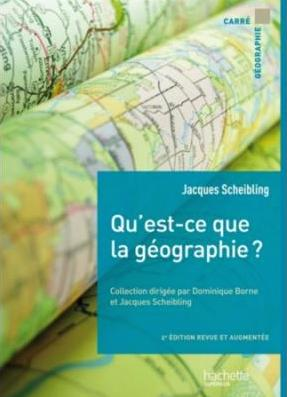 CARRÉ
GÉOGRAPHIE
Jacques Scheibling
Qu'est-ce que
la géographie ?
Collection dirigée par Dominique Borne
et Jacques Scheibling
2e ÉDITION REVUE ET AUGMENTÉE
hachette
SUPÉRIEUR